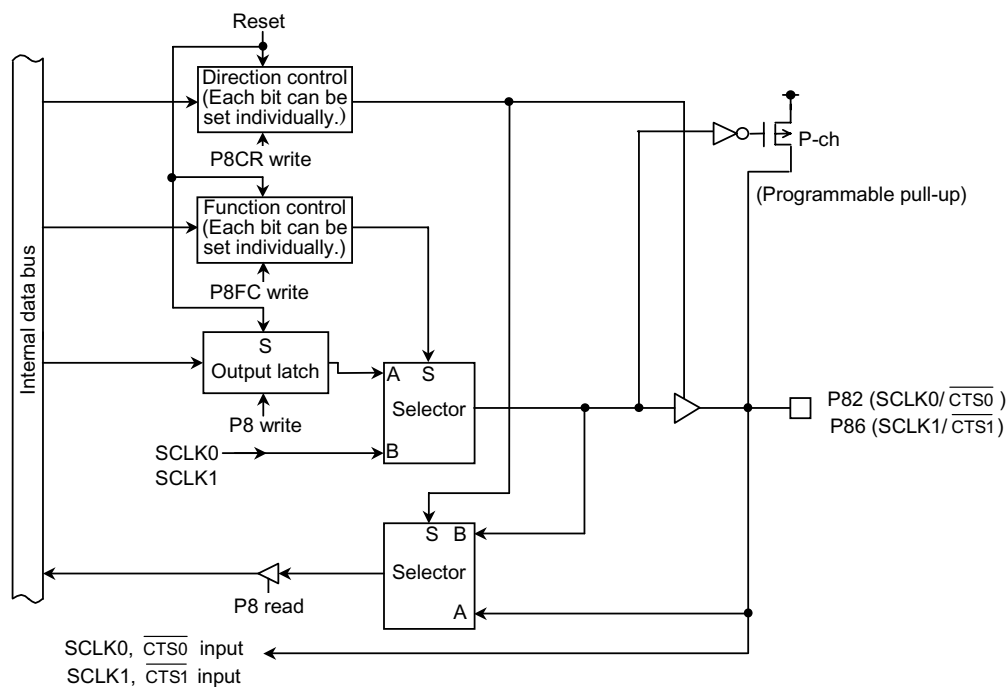 Reset
Direction control
(Each bit can be
set individually.)
P8CR write
P-ch
(Programmable pull-up)
Function control
(Each bit can be
set individually.)
P8FC write
Internal data bus
S
Output latch
P8 write
A S
Selector
B
SCLK0
SCLK1
P82 (SCLK0/ CTS0 )
P86 (SCLK1/ CTS1 )
S B
Selector
A
P8 read
SCLK0, CTS0 input
SCLK1, CTS1 input